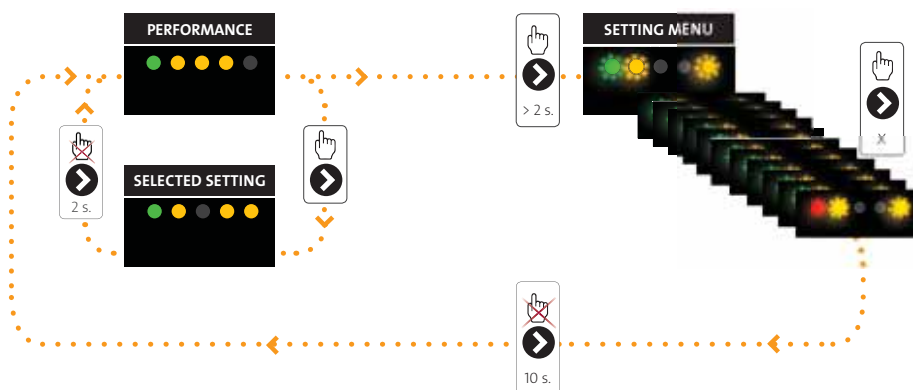 PERFORMANCE
SETTING MENU
> 2 s.
X
2 s.
SELECTED SETTING
10 s.